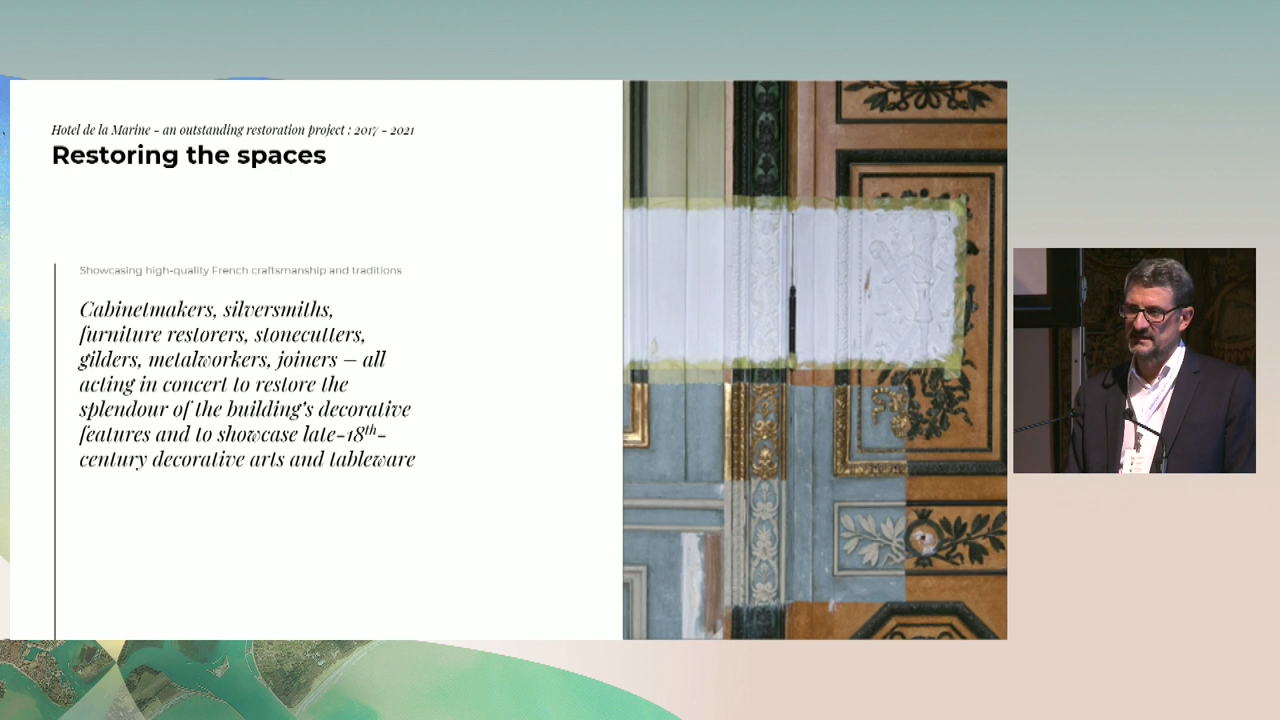 Hotel de la Marine - an outstanding restoration project : 2017 - 2021
Restoring the spaces
Showcasing high-quality French craftsmanship and traditions
Cabinetmakers, silversmiths,
furniture restorers, stonecutters,
gilders, metalworkers, joiners – all
acting in concert to restore the
splendour of the building's decorative
features and to showcase late-18th-
century decorative arts and tableware